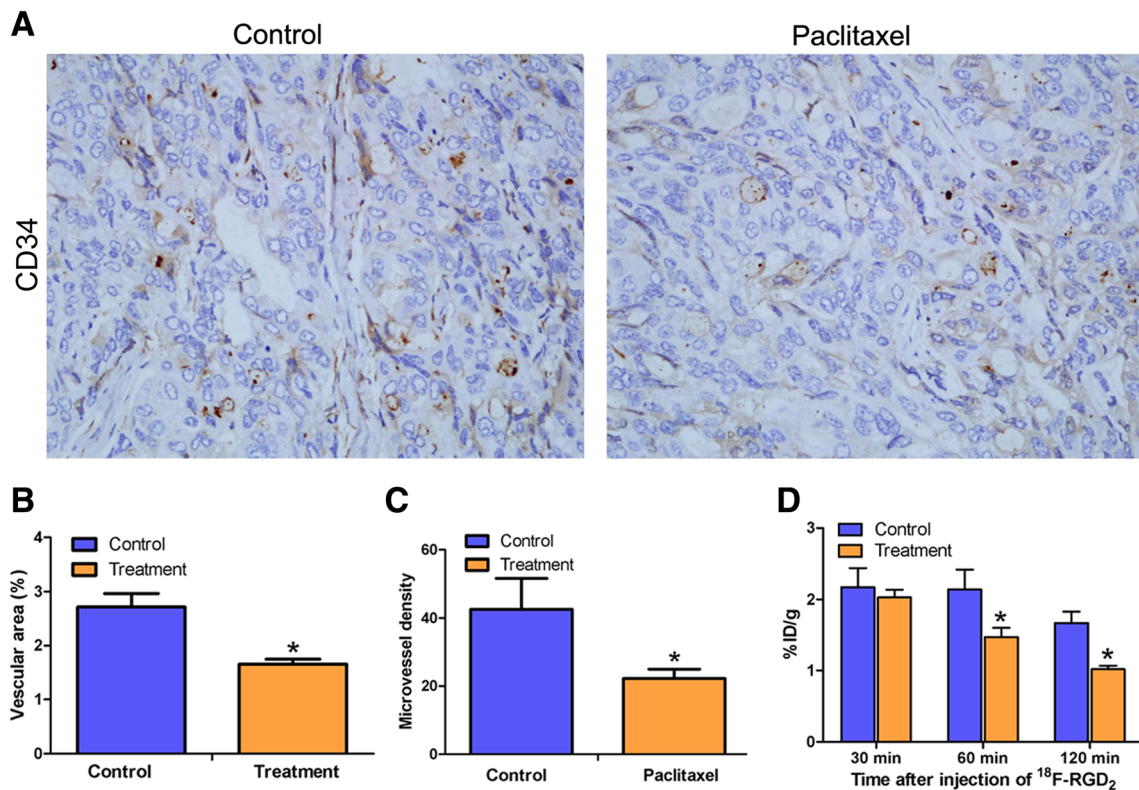 A
Control
Paclitaxel
CD34
B
C
D
Vescular area (%)
4
3
2
1
0
Control
Treatment
*
Control
Treatment
Microvessel density
60
40
20
0
Control
Treatment
*
Control
Paclitaxel
%ID/g
3
2
1
0
Control
Treatment
*
*
30 min
60 min
120 min
Time after injection of ¹⁸F-RGD₂